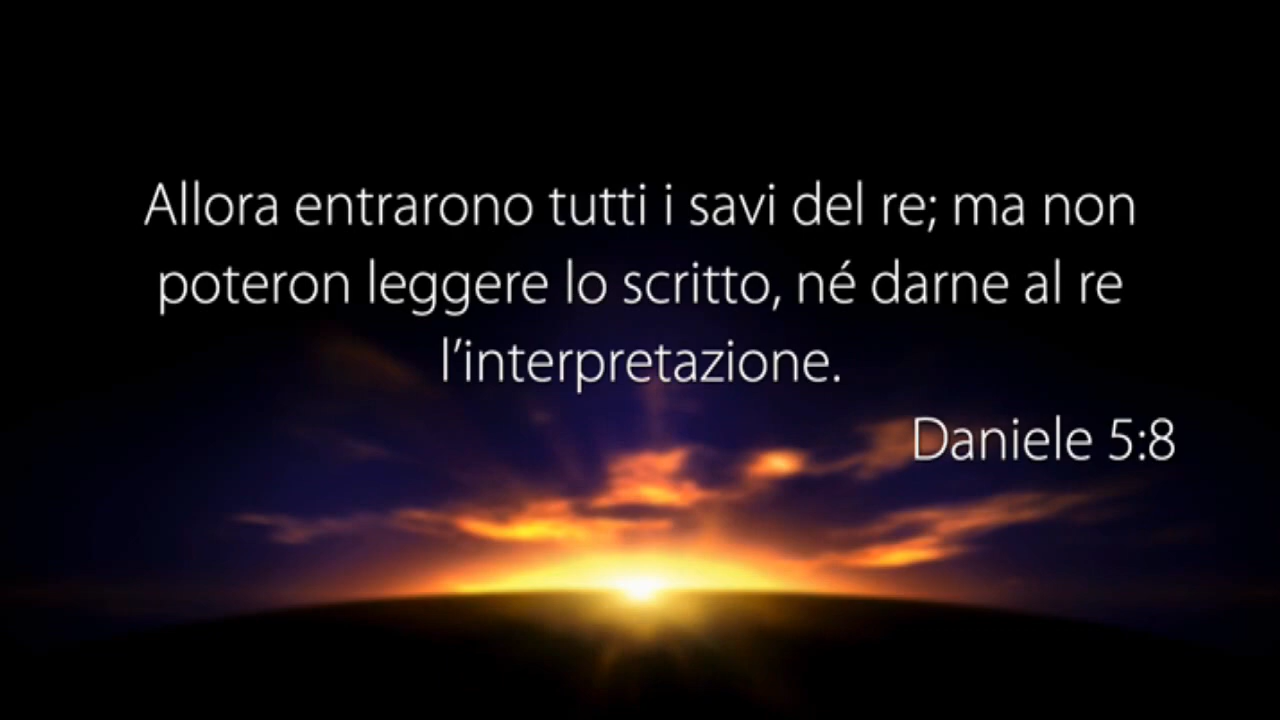 Allora entrarono tutti i savi del re; ma non
poteron leggere lo scritto, né darne al re
l’interpretazione.
Daniele 5:8